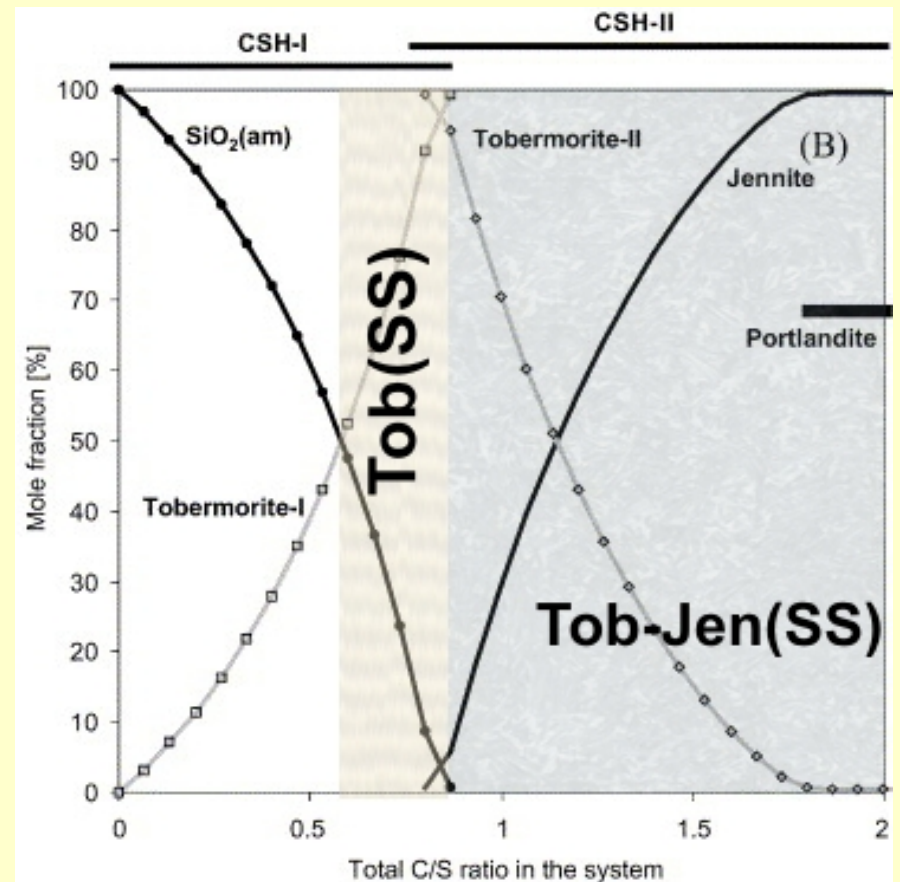 CSH-II
CSH-I
100
90
80
70
60
50
40
30
20
10
0
Mole fraction [%]
SiO₂(am)
Tobermorite-II
(B)
Jennite
Portlandite
Tob(SS)
Tobermorite-I
Tob-Jen(SS)
0
0.5
1
1.5
2
Total C/S ratio in the system